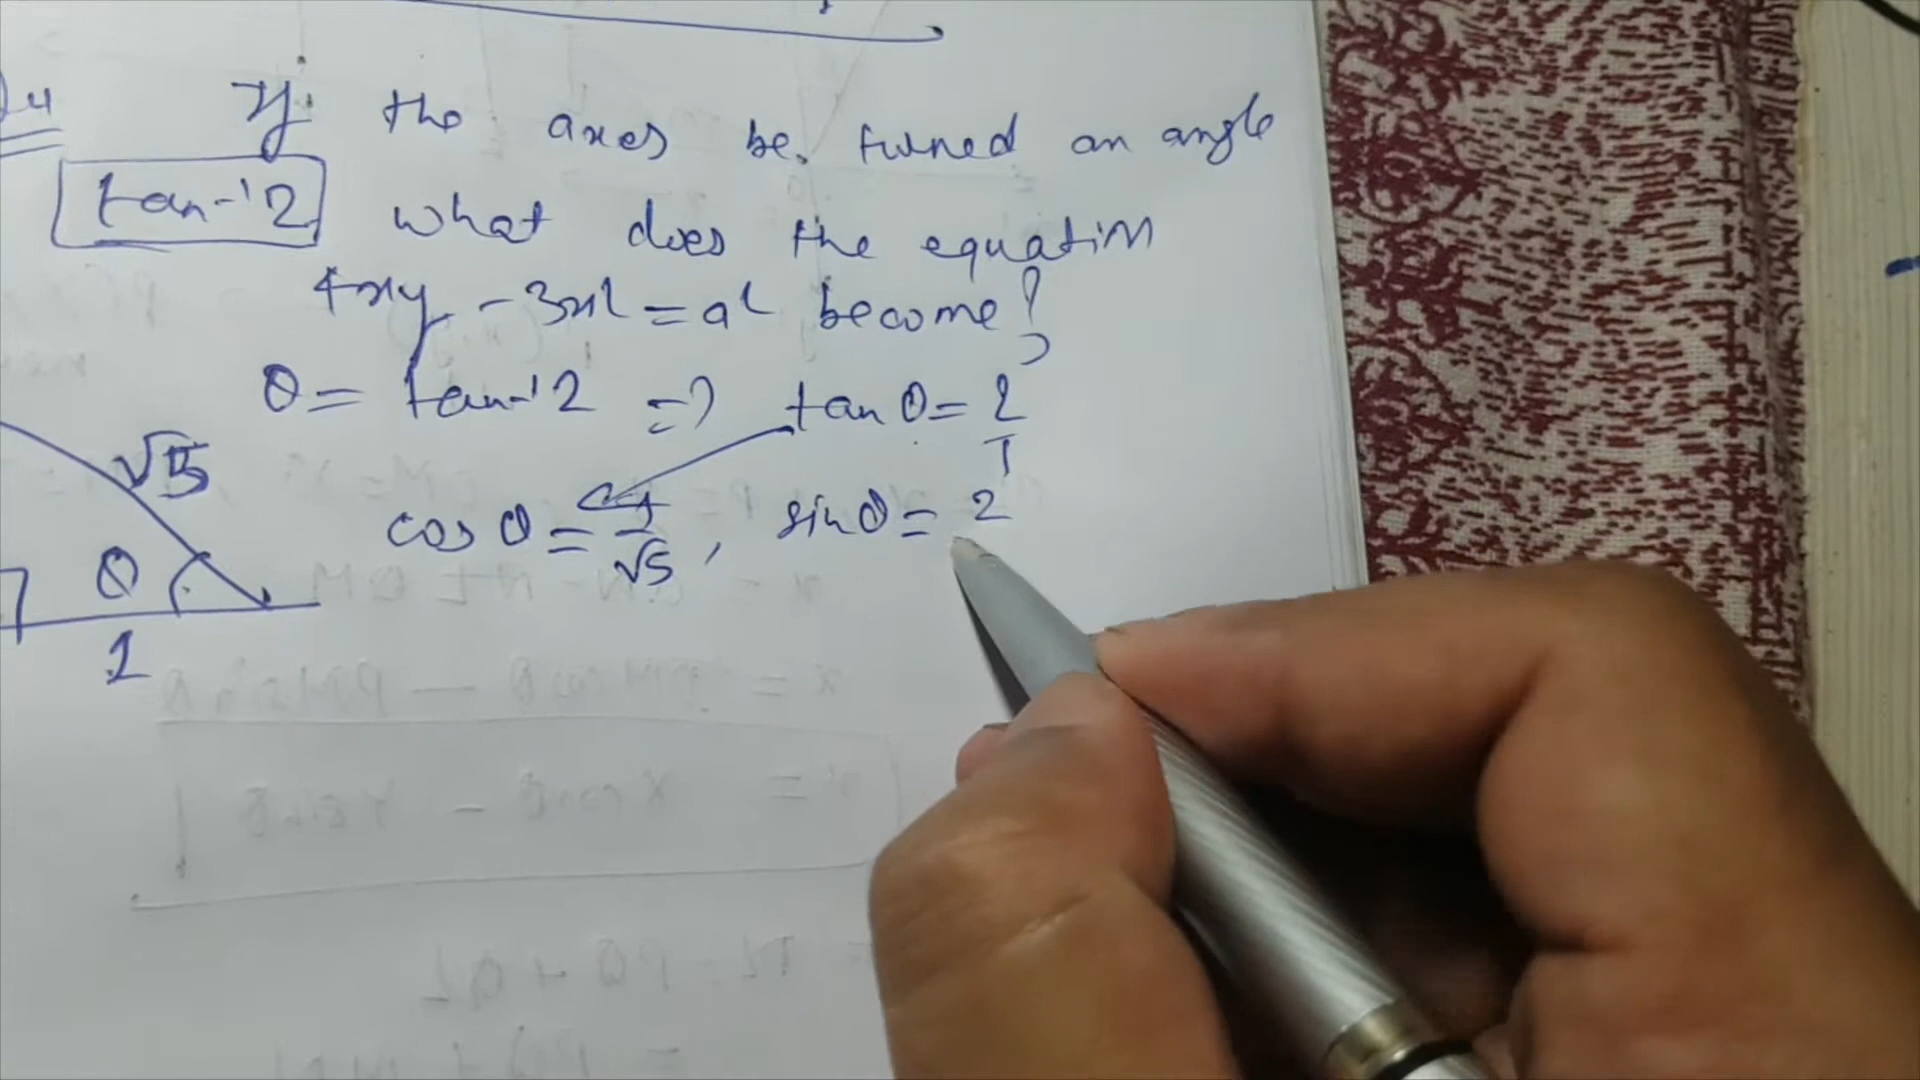 If the axes be turned an angle
tan-12 what does the equation
4xy - 3x² = a² become?
θ = tan-12 => tan θ = 2/1
√5
cos θ = 1/√5 , sin θ = 2
θ
1